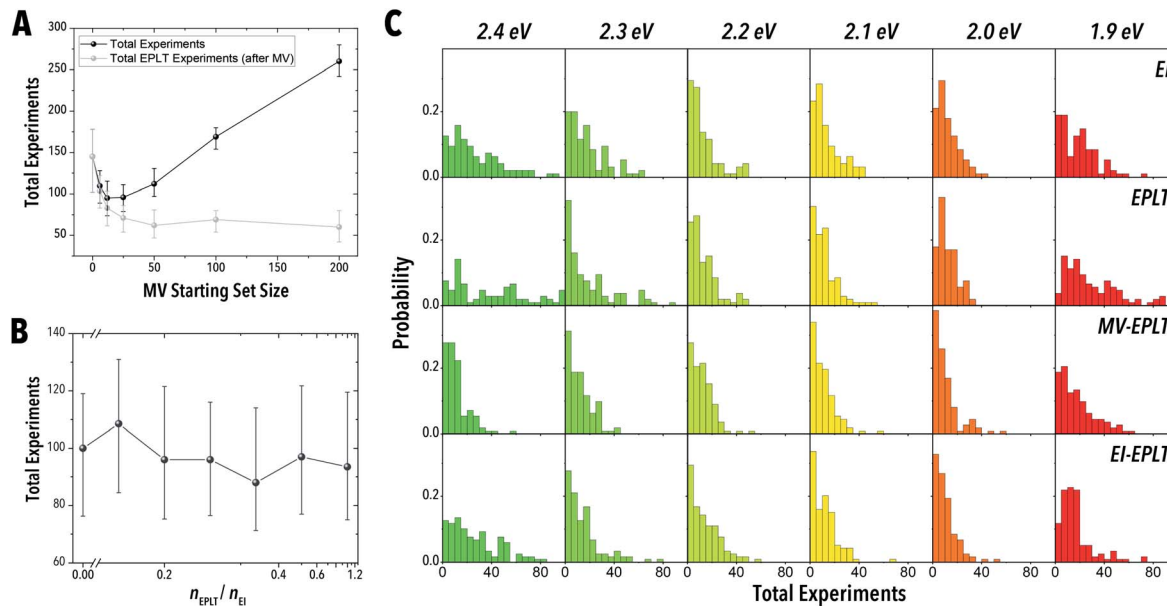 A
300
250
200
150
100
50
Total Experiments
Total Experiments
Total EPLT Experiments (after MV)
0 50 100 150 200
MV Starting Set Size
B
140
120
100
80
60
Total Experiments
0.00 0.2 0.4 0.6 1.2
nEPLT / nEI
C
2.4 eV 2.3 eV 2.2 eV 2.1 eV 2.0 eV 1.9 eV
EI
0.2
0.0
EPLT
0.2
0.0
Probability
MV-EPLT
0.2
0.0
EI-EPLT
0.2
0.0
40 80 0 40 80 0 40 80 0 40 80 0 40 80 0 40 80
Total Experiments